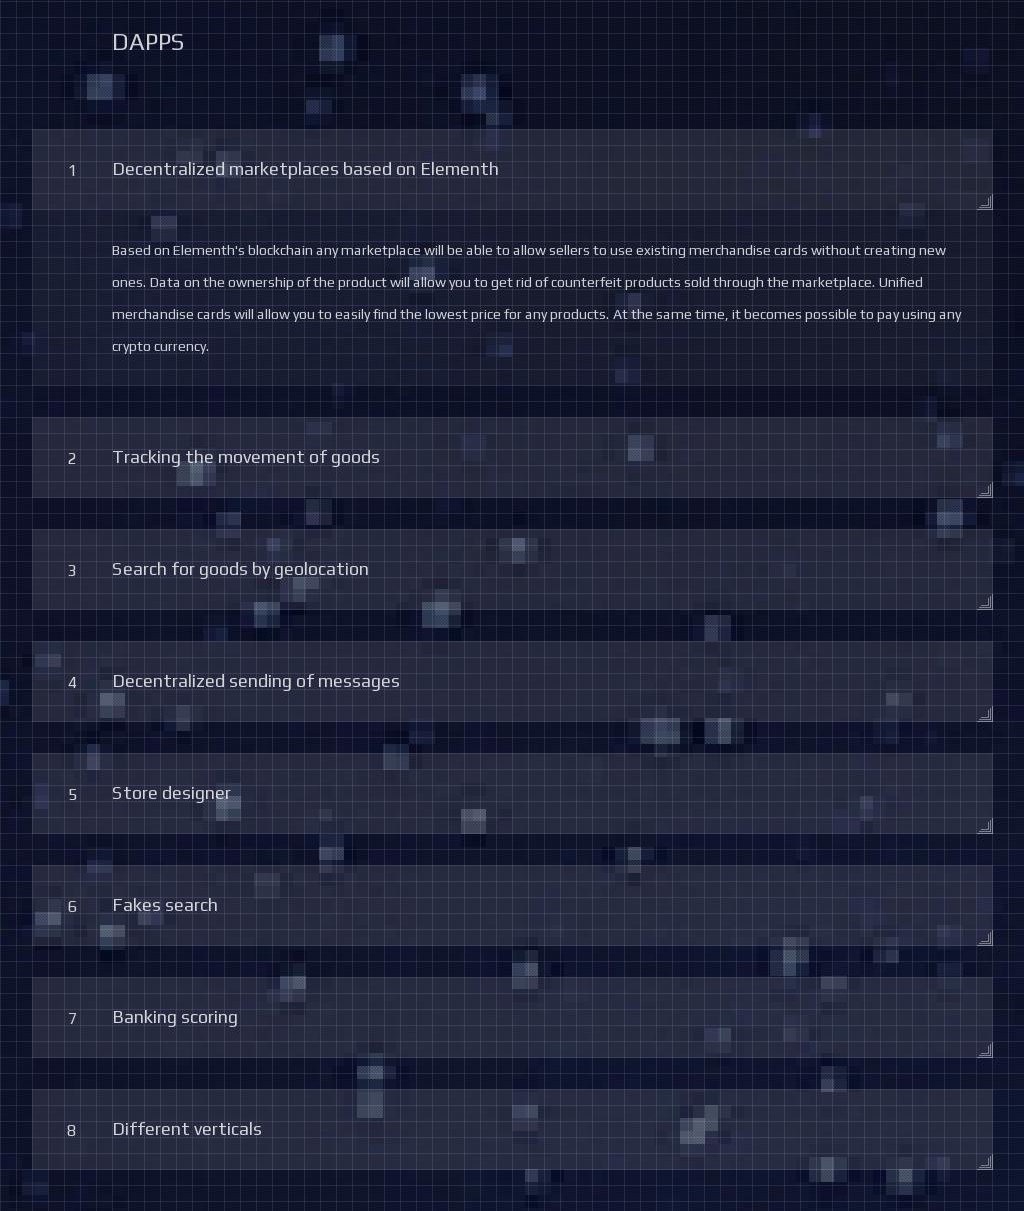 DAPPS
1 Decentralized marketplaces based on Elementh
Based on Elementh's blockchain any marketplace will be able to allow sellers to use existing merchandise cards without creating new
ones. Data on the ownership of the product will allow you to get rid of counterfeit products sold through the marketplace. Unified
merchandise cards will allow you to easily find the lowest price for any products. At the same time, it becomes possible to pay using any
crypto currency.
2 Tracking the movement of goods
3 Search for goods by geolocation
4 Decentralized sending of messages
5 Store designer
6 Fakes search
7 Banking scoring
8 Different verticals